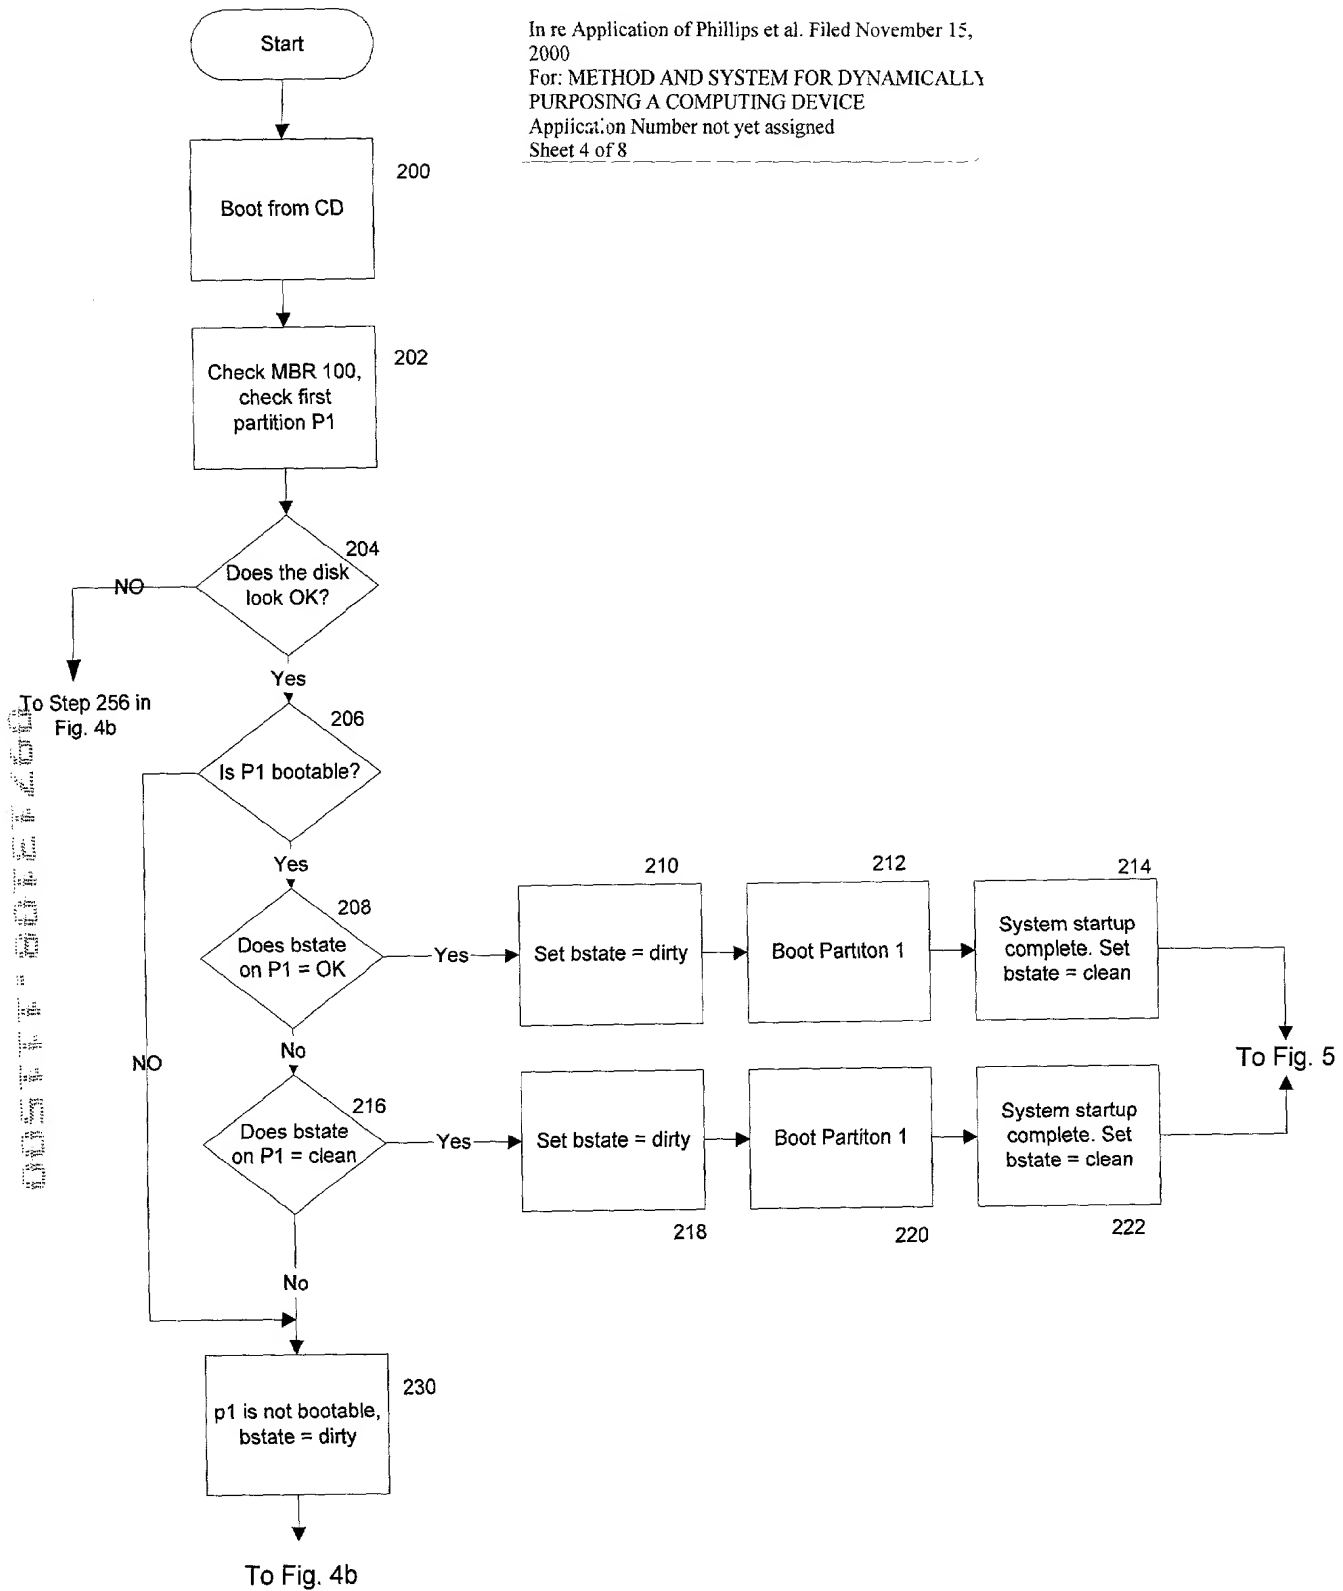 Start
In re Application of Phillips et al. Filed November 15,
2000
For: METHOD AND SYSTEM FOR DYNAMICALLY
PURPOSING A COMPUTING DEVICE
Application Number not yet assigned
Sheet 4 of 8
200
Boot from CD
202
Check MBR 100,
check first
partition P1
204
Does the disk
look OK?
NO
Yes
To Step 256 in
Fig. 4b
206
Is P1 bootable?
Yes
208
Does bstate
on P1 = OK
Yes
210
Set bstate = dirty
212
Boot Partiton 1
214
System startup
complete. Set
bstate = clean
No
NO
To Fig. 5
216
Does bstate
on P1 = clean
Yes
Set bstate = dirty
218
Boot Partiton 1
220
System startup
complete. Set
bstate = clean
222
No
230
p1 is not bootable,
bstate = dirty
To Fig. 4b
09713109.111500